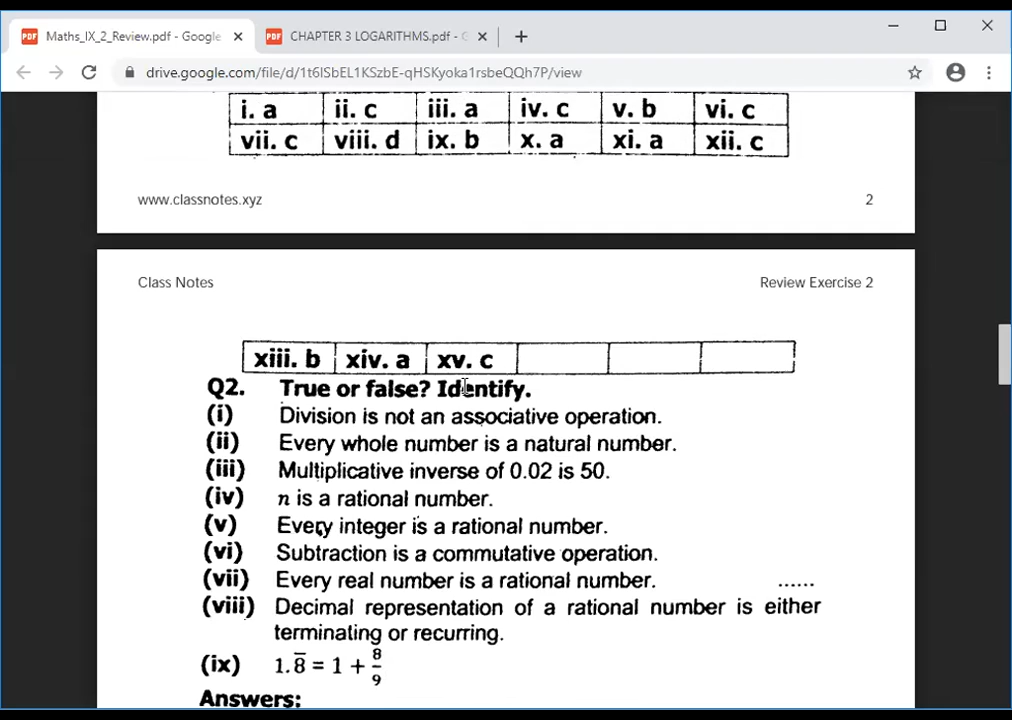 Maths_IX_2_Review.pdf - Google
CHAPTER 3 LOGARITHMS.pdf - G
drive.google.com/file/d/1t6lSbEL1KSzbE-qHSKyoka1rsbeQQh7P/view
i. a ii. c iii. a iv. c v. b vi. c
vii. c viii. d ix. b x. a xi. a xii. c
www.classnotes.xyz 2
Class Notes Review Exercise 2
xiii. b xiv. a xv. c
Q2. True or false? Identify.
(i) Division is not an associative operation.
(ii) Every whole number is a natural number.
(iii) Multiplicative inverse of 0.02 is 50.
(iv) n is a rational number.
(v) Every integer is a rational number.
(vi) Subtraction is a commutative operation.
(vii) Every real number is a rational number. ......
(viii) Decimal representation of a rational number is either
terminating or recurring.
(ix) 1.8̅ = 1 + 8/9
Answers: